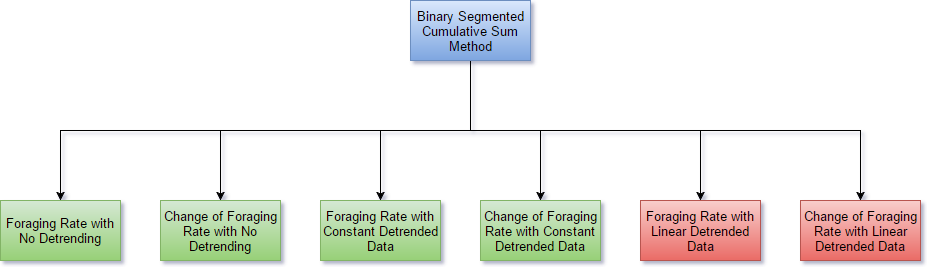 Binary Segmented
Cumulative Sum
Method
Foraging Rate with
No Detrending
Change of Foraging
Rate with No
Detrending
Foraging Rate with
Constant Detrended
Data
Change of Foraging
Rate with Constant
Detrended Data
Foraging Rate with
Linear Detrended
Data
Change of Foraging
Rate with Linear
Detrended Data